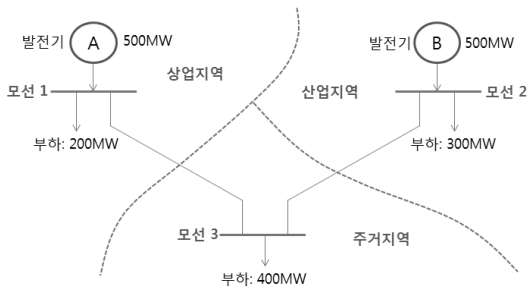 발전기 A 500MW
발전기 B 500MW
상업지역
산업지역
모선 1
모선 2
부하: 200MW
부하: 300MW
모선 3
주거지역
부하: 400MW